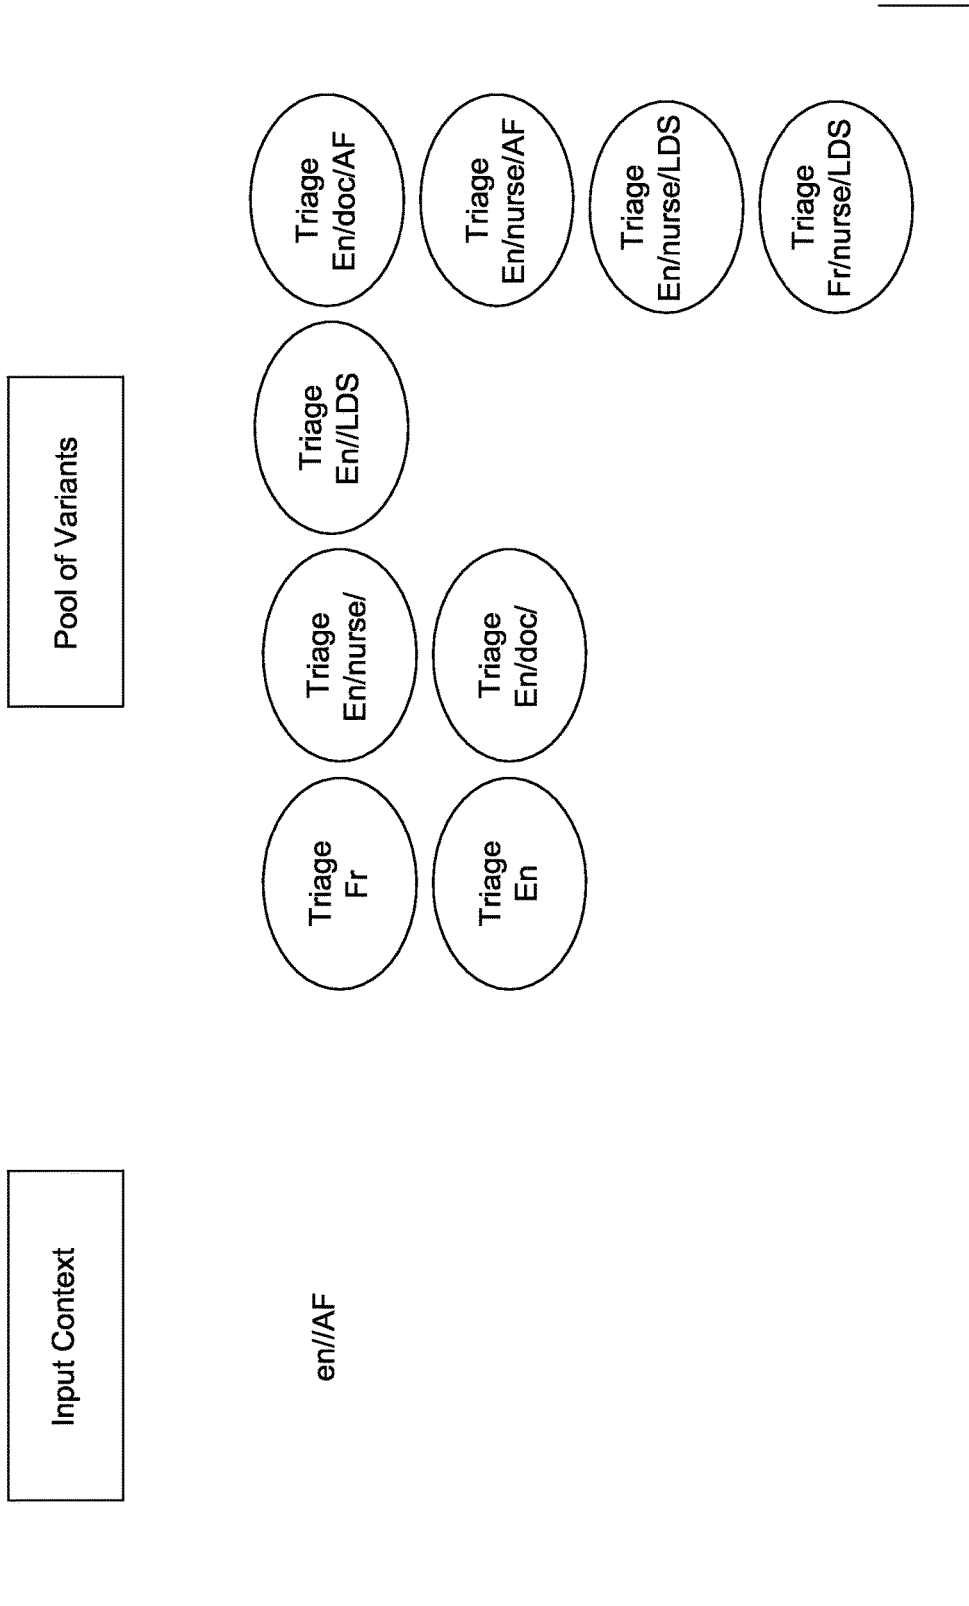 Input Context
en//AF
Pool of Variants
Triage
Fr
Triage
En/nurse/
Triage
En//LDS
Triage
En/doc/AF
Triage
En
Triage
En/doc/
Triage
En/nurse/AF
Triage
En/nurse/LDS
Triage
Fr/nurse/LDS